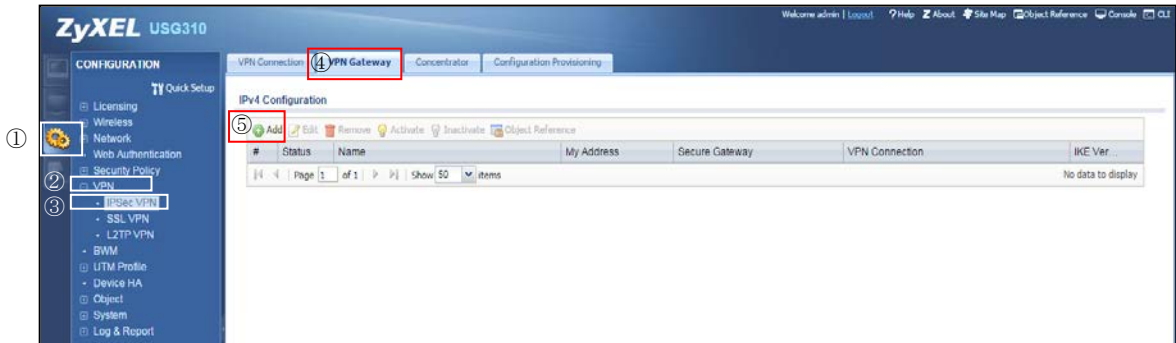 Welcome admin | Logout ?Help Z About Site Map Object Reference Console CLI
ZyXEL USG310
CONFIGURATION
Quick Setup
Licensing
Wireless
① Network
Web Authentication
Security Policy
② VPN
③ IPSec VPN
SSL VPN
L2TP VPN
BWM
UTM Profile
Device HA
Object
System
Log & Report
VPN Connection ④ VPN Gateway Concentrator Configuration Provisioning
IPv4 Configuration
⑤ Add Edit Remove Activate Inactivate Object Reference
# Status Name My Address Secure Gateway VPN Connection IKE Ver...
Page 1 of 1 Show 50 items No data to display